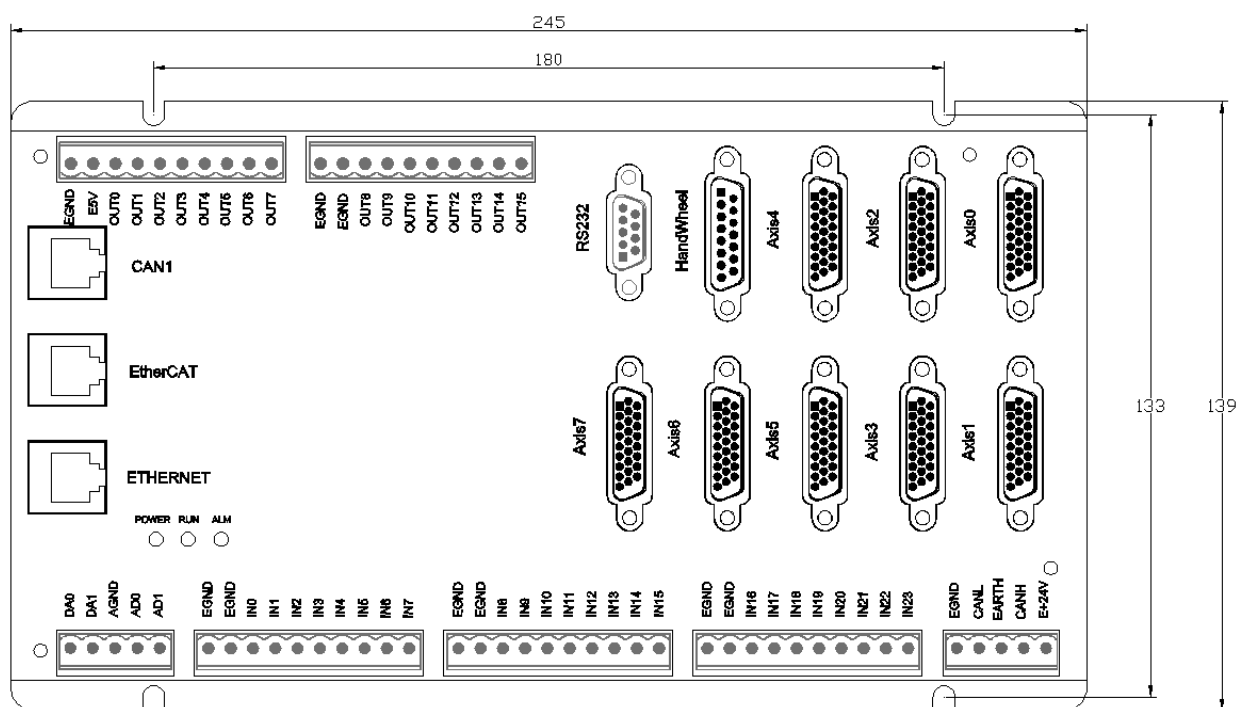 245
180
EGND
E5V
OUT0
OUT1
OUT2
OUT3
OUT4
OUT5
OUT6
OUT7
EGND
EGND
OUT8
OUT9
OUT10
OUT11
OUT12
OUT13
OUT14
OUT15
RS232
HandWheel
Axis4
Axis2
Axis0
CAN1
EtherCAT
ETHERNET
Axis7
Axis6
Axis5
Axis3
Axis1
133
139
POWER RUN ALM
DA0
DA1
AGND
AD0
AD1
EGND
EGND
IN0
IN1
IN2
IN3
IN4
IN5
IN6
IN7
EGND
EGND
IN8
IN9
IN10
IN11
IN12
IN13
IN14
IN15
EGND
EGND
IN16
IN17
IN18
IN19
IN20
IN21
IN22
IN23
EGND
CANL
EARTH
CANH
E+24V